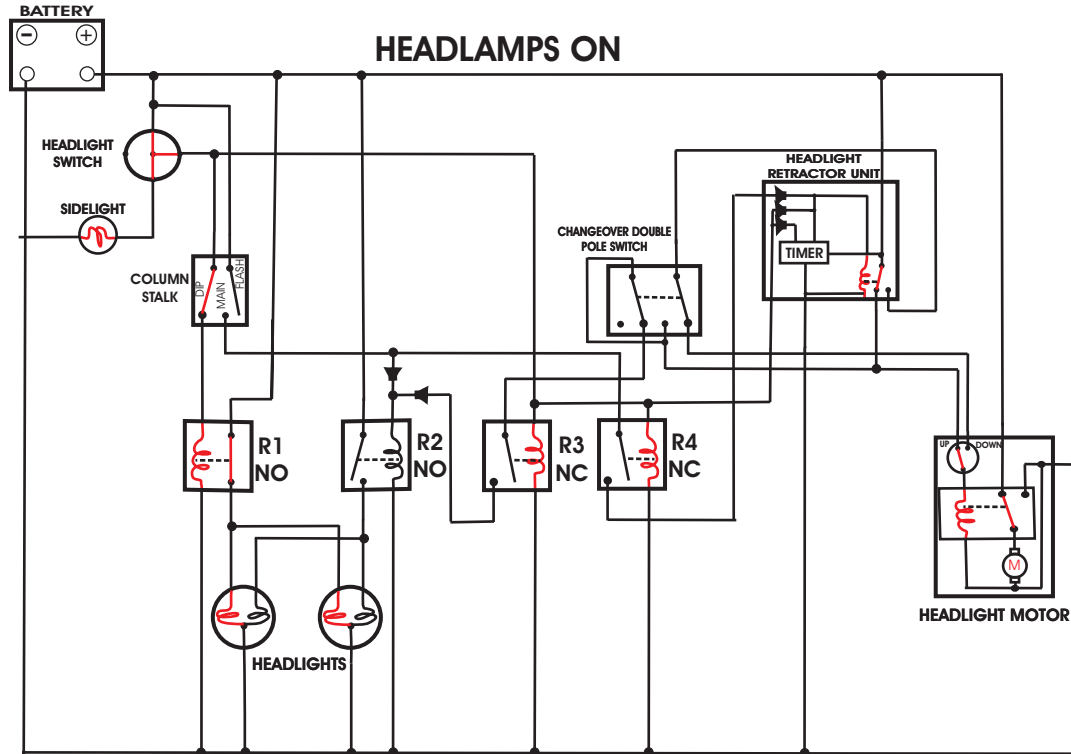 BATTERY
HEADLAMPS ON
HEADLIGHT
SWITCH
SIDELIGHT
COLUMN
STALK
DIP
MAIN
FLASH
CHANGEOVER DOUBLE
POLE SWITCH
HEADLIGHT
RETRACTOR UNIT
TIMER
R1
NO
R2
NO
R3
NC
R4
NC
UP
DOWN
M
HEADLIGHT MOTOR
HEADLIGHTS